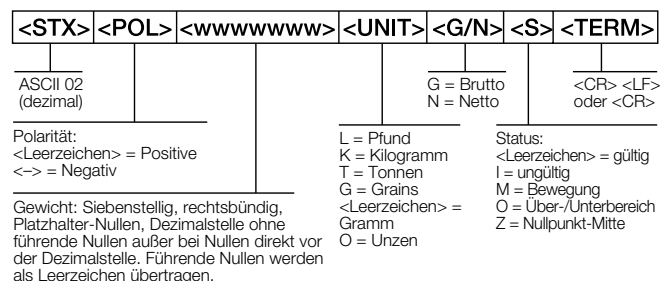 <STX> <POL> <wwwwwww> <UNIT> <G/N> <S> <TERM>
ASCII 02
(dezimal)
G = Brutto
N = Netto
<CR> <LF>
oder <CR>
Polarität:
<Leerzeichen> = Positive
<–> = Negativ
L = Pfund
K = Kilogramm
T = Tonnen
G = Grains
<Leerzeichen> =
Gramm
O = Unzen
Status:
<Leerzeichen> = gültig
I = ungültig
M = Bewegung
O = Über-/Unterbereich
Z = Nullpunkt-Mitte
Gewicht: Siebenstellig, rechtsbündig,
Platzhalter-Nullen, Dezimalstelle ohne
führende Nullen außer bei Nullen direkt vor
der Dezimalstelle. Führende Nullen werden
als Leerzeichen übertragen.